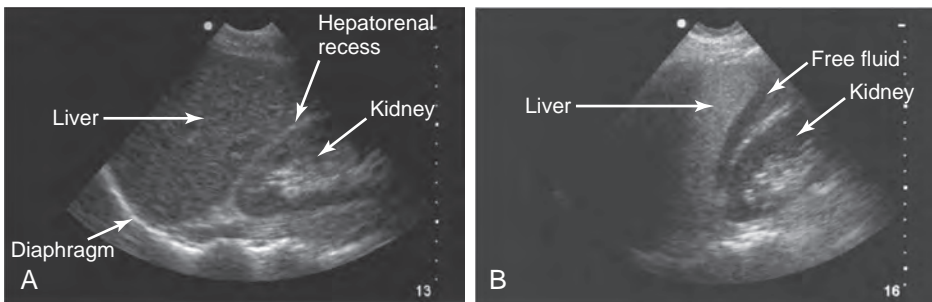 Hepatorenal
recess
Liver
Kidney
Diaphragm
A
13
Free fluid
Liver
Kidney
B
16